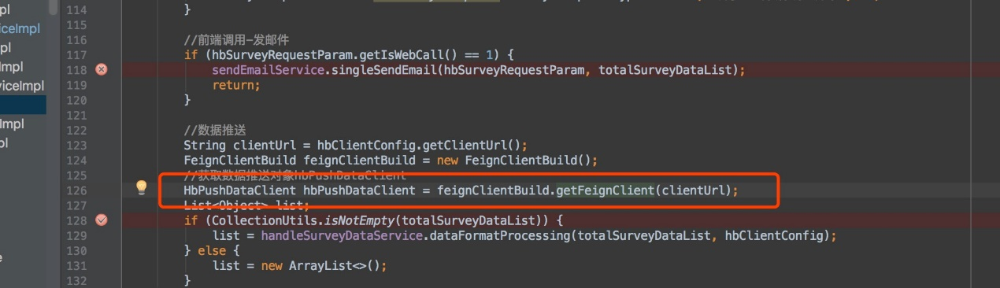 pl
114 }
115
iceImpl
116 //前端调用-发邮件
pl
117 if (hbSurveyRequestParam.getIsWebCall() == 1) {
Impl
118 sendEmailService.singleSendEmail(hbSurveyRequestParam, totalSurveyDataList);
viceImpl
119 return;
120 }
121
122 //数据推送
Impl
123 String clientUrl = hbClientConfig.getClientUrl();
pl
124 FeignClientBuild feignClientBuild = new FeignClientBuild();
125 //获取数据推送对象hbPushDataClient
126 HbPushDataClient hbPushDataClient = feignClientBuild.getFeignClient(clientUrl);
127 List<Object> list;
128 if (CollectionUtils.isNotEmpty(totalSurveyDataList)) {
129 list = handleSurveyDataService.dataFormatProcessing(totalSurveyDataList, hbClientConfig);
130 } else {
e
131 list = new ArrayList<>();
132 }